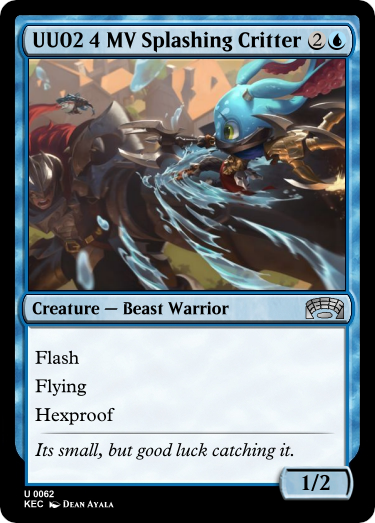 UU02 4 MV Splashing Critter 2
Creature — Beast Warrior
Flash
Flying
Hexproof
Its small, but good luck catching it.
1/2
U 0062
KEC DEAN AYALA